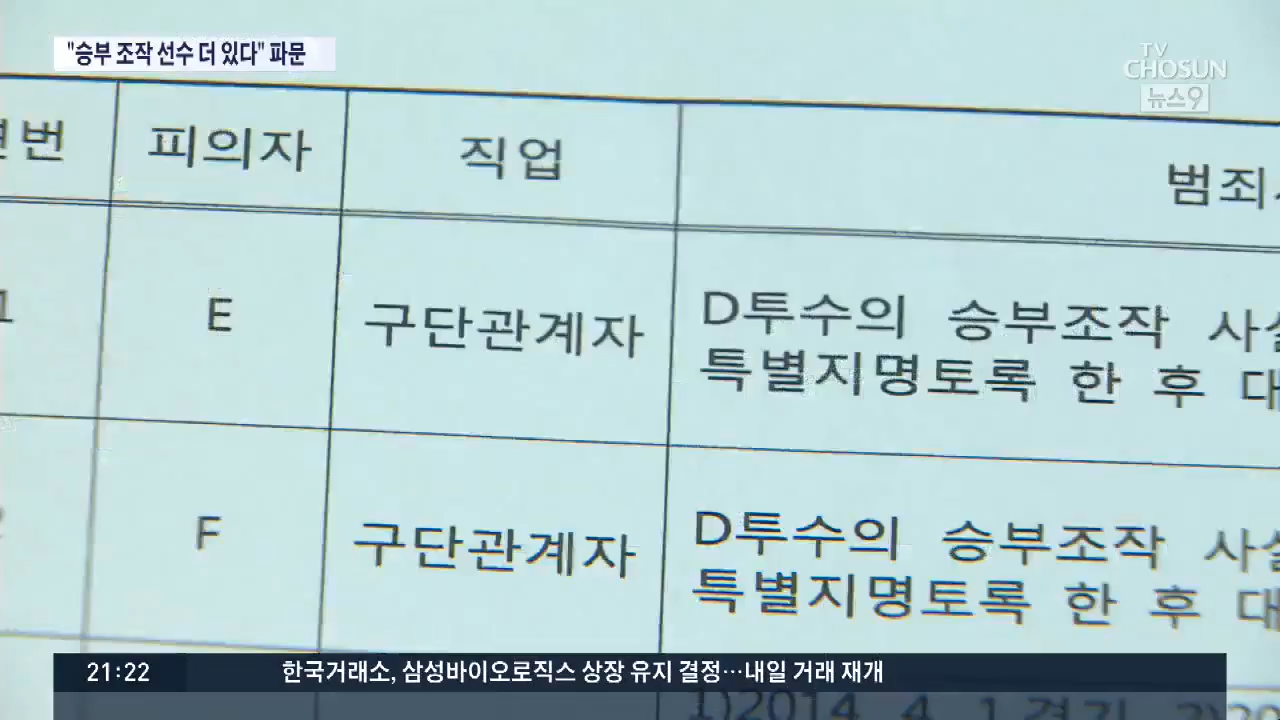 "승부 조작 선수 더 있다" 파문
TV
CHOSUN
뉴스9
번 피의자 직업
1 E 구단관계자 D투수의 승부조작
특별지명토록 한 후
F 구단관계자 D투수의 승부조작
특별지명토록 한 후
21:22 한국거래소, 삼성바이오로직스 상장 유지 결정…내일 거래 재개